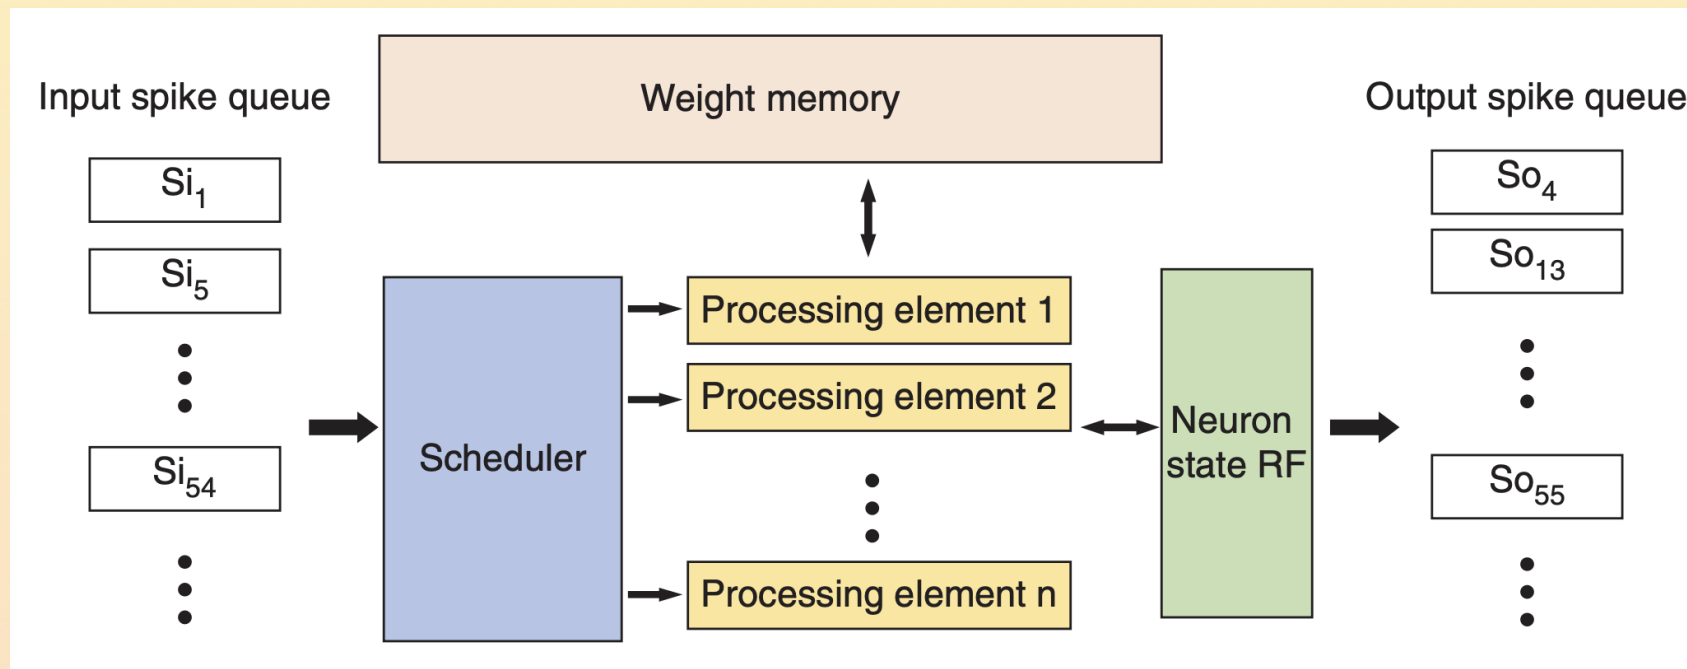 Input spike queue
Si₁
Si₅
Si₅₄
Weight memory
Scheduler
Processing element 1
Processing element 2
Processing element n
Neuron
state RF
Output spike queue
So₄
So₁₃
So₅₅